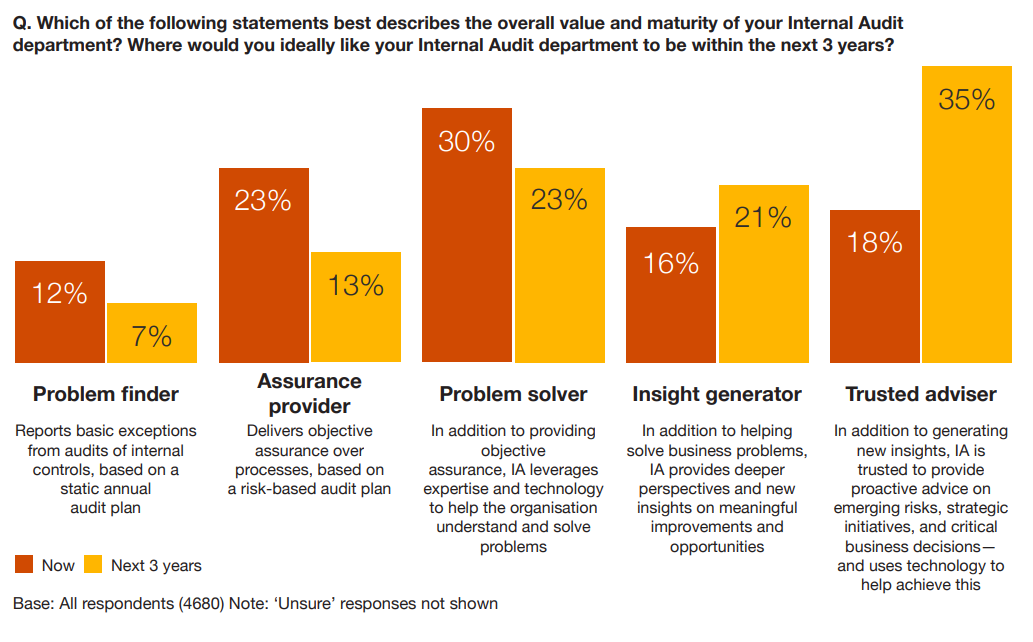 Q. Which of the following statements best describes the overall value and maturity of your Internal Audit
department? Where would you ideally like your Internal Audit department to be within the next 3 years?
12%
7%
23%
13%
30%
23%
16%
21%
18%
35%
Problem finder
Reports basic exceptions
from audits of internal
controls, based on a
static annual
audit plan
Assurance
provider
Delivers objective
assurance over
processes, based on
a risk-based audit plan
Problem solver
In addition to providing
objective
assurance, IA leverages
expertise and technology
to help the organisation
understand and solve
problems
Insight generator
In addition to helping
solve business problems,
IA provides deeper
perspectives and new
insights on meaningful
improvements and
opportunities
Trusted adviser
In addition to generating
new insights, IA is
trusted to provide
proactive advice on
emerging risks, strategic
initiatives, and critical
business decisions—
and uses technology to
help achieve this
Now
Next 3 years
Base: All respondents (4680) Note: ‘Unsure’ responses not shown